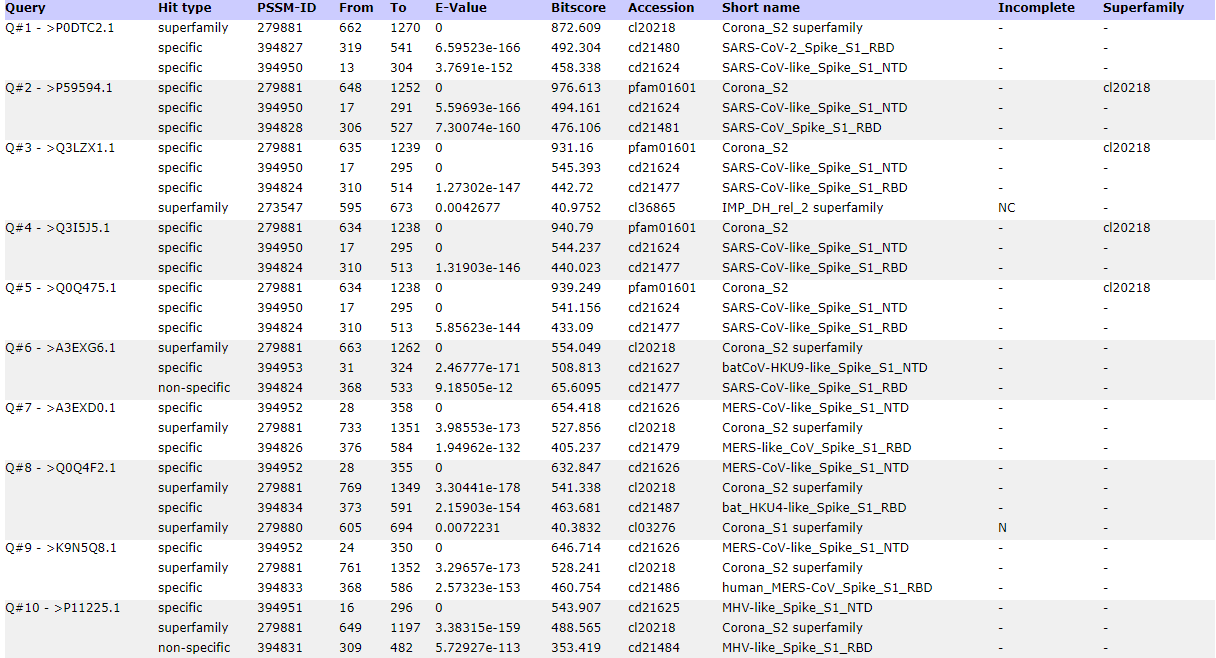 Query Hit type PSSM-ID From To E-Value Bitscore Accession Short name Incomplete Superfamily
Q#1 - >P0DTC2.1 superfamily 279881 662 1270 0 872.609 cl20218 Corona_S2 superfamily - -
specific 394827 319 541 6.59523e-166 492.304 cd21480 SARS-CoV-2_Spike_S1_RBD - -
specific 394950 13 304 3.7691e-152 458.338 cd21624 SARS-CoV-like_Spike_S1_NTD - -
Q#2 - >P59594.1 specific 279881 648 1252 0 976.613 pfam01601 Corona_S2 - cl20218
specific 394950 17 291 5.59693e-166 494.161 cd21624 SARS-CoV-like_Spike_S1_NTD - -
specific 394828 306 527 7.30074e-160 476.106 cd21481 SARS-CoV_Spike_S1_RBD - -
Q#3 - >Q3LZX1.1 specific 279881 635 1239 0 931.16 pfam01601 Corona_S2 - cl20218
specific 394950 17 295 0 545.393 cd21624 SARS-CoV-like_Spike_S1_NTD - -
specific 394824 310 514 1.27302e-147 442.72 cd21477 SARS-CoV-like_Spike_S1_RBD - -
superfamily 273547 595 673 0.0042677 40.9752 cl36865 IMP_DH_rel_2 superfamily NC -
Q#4 - >Q3I5J5.1 specific 279881 634 1238 0 940.79 pfam01601 Corona_S2 - cl20218
specific 394950 17 295 0 544.237 cd21624 SARS-CoV-like_Spike_S1_NTD - -
specific 394824 310 513 1.31903e-146 440.023 cd21477 SARS-CoV-like_Spike_S1_RBD - -
Q#5 - >Q0Q475.1 specific 279881 634 1238 0 939.249 pfam01601 Corona_S2 - cl20218
specific 394950 17 295 0 541.156 cd21624 SARS-CoV-like_Spike_S1_NTD - -
specific 394824 310 513 5.85623e-144 433.09 cd21477 SARS-CoV-like_Spike_S1_RBD - -
Q#6 - >A3EXG6.1 superfamily 279881 663 1262 0 554.049 cl20218 Corona_S2 superfamily - -
specific 394953 31 324 2.46777e-171 508.813 cd21627 batCoV-HKU9-like_Spike_S1_NTD - -
non-specific 394824 368 533 9.18505e-12 65.6095 cd21477 SARS-CoV-like_Spike_S1_RBD - -
Q#7 - >A3EXD0.1 specific 394952 28 358 0 654.418 cd21626 MERS-CoV-like_Spike_S1_NTD - -
superfamily 279881 733 1351 3.98553e-173 527.856 cl20218 Corona_S2 superfamily - -
specific 394826 376 584 1.94962e-132 405.237 cd21479 MERS-like_CoV_Spike_S1_RBD - -
Q#8 - >Q0Q4F2.1 specific 394952 28 355 0 632.847 cd21626 MERS-CoV-like_Spike_S1_NTD - -
superfamily 279881 769 1349 3.30441e-178 541.338 cl20218 Corona_S2 superfamily - -
specific 394834 373 591 2.15903e-154 463.681 cd21487 bat_HKU4-like_Spike_S1_RBD - -
superfamily 279880 605 694 0.0072231 40.3832 cl03276 Corona_S1 superfamily N -
Q#9 - >K9N5Q8.1 specific 394952 24 350 0 646.714 cd21626 MERS-CoV-like_Spike_S1_NTD - -
superfamily 279881 761 1352 3.29657e-173 528.241 cl20218 Corona_S2 superfamily - -
specific 394833 368 586 2.57323e-153 460.754 cd21486 human_MERS-CoV_Spike_S1_RBD - -
Q#10 - >P11225.1 specific 394951 16 296 0 543.907 cd21625 MHV-like_Spike_S1_NTD - -
superfamily 279881 649 1197 3.38315e-159 488.565 cl20218 Corona_S2 superfamily - -
non-specific 394831 309 482 5.72927e-113 353.419 cd21484 MHV-like_Spike_S1_RBD - -